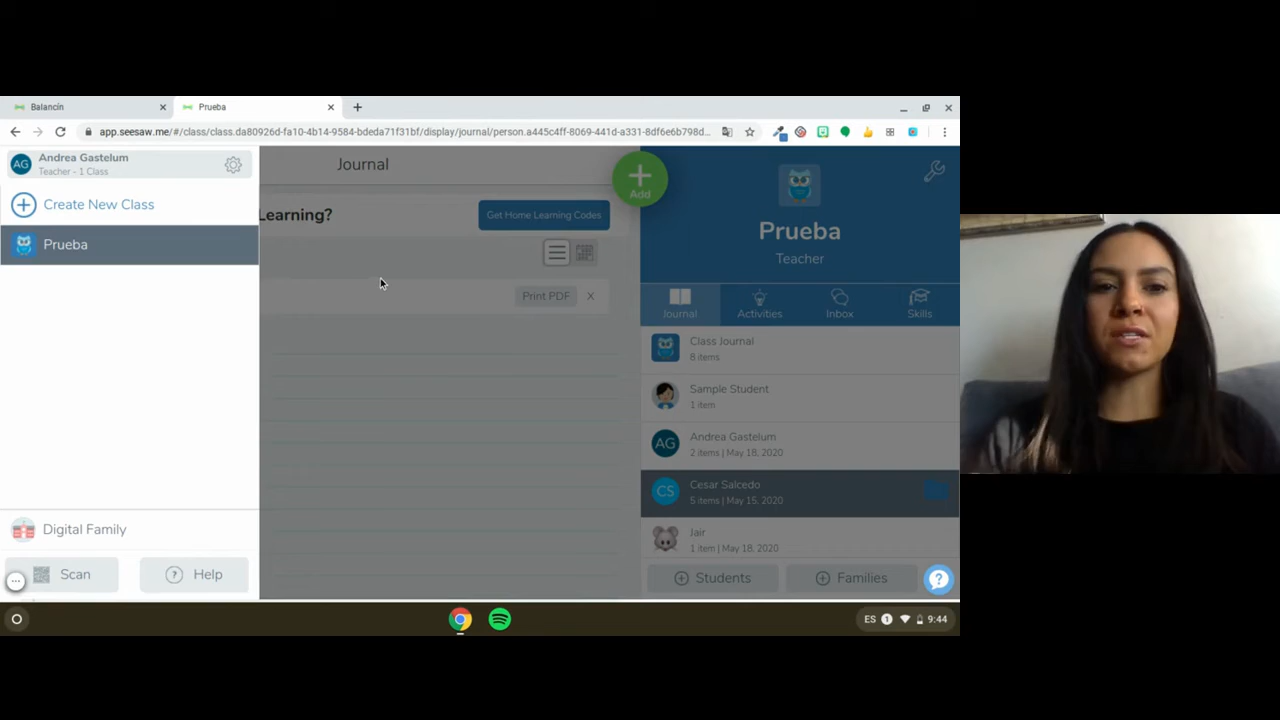 Balancín
Prueba
app.seesaw.me/#/class/class.da80926d-fa10-4b14-9584-bdeda71f31bf/display/journal/person.a445c4ff-8069-441d-a331-8df6e6b798d...
AG
Andrea Gastelum
Teacher - 1 Class
Create New Class
Prueba
Digital Family
Scan
Help
Journal
Learning?
Get Home Learning Codes
Print PDF
X
Add
Prueba
Teacher
Journal
Activities
Inbox
Skills
Class Journal
8 items
Sample Student
1 item
AG
Andrea Gastelum
2 items | May 18, 2020
CS
Cesar Salcedo
5 items | May 15, 2020
Jair
1 item | May 18, 2020
Students
Families
ES
1
9:44